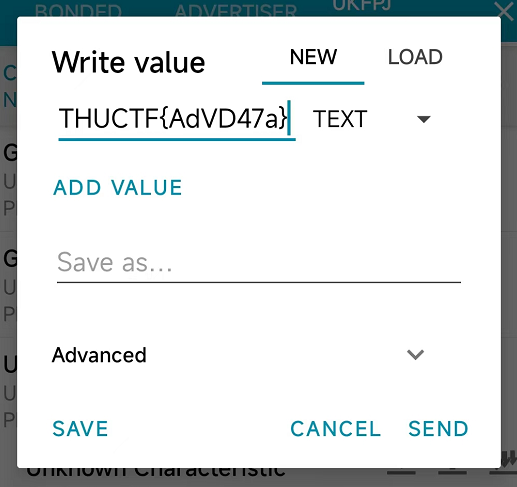 BONDED ADVERTISER UKFPJ
Write value NEW LOAD
THUCTF{AdVD47a} TEXT
ADD VALUE
Save as...
Advanced
SAVE CANCEL SEND
Unknown Characteristic